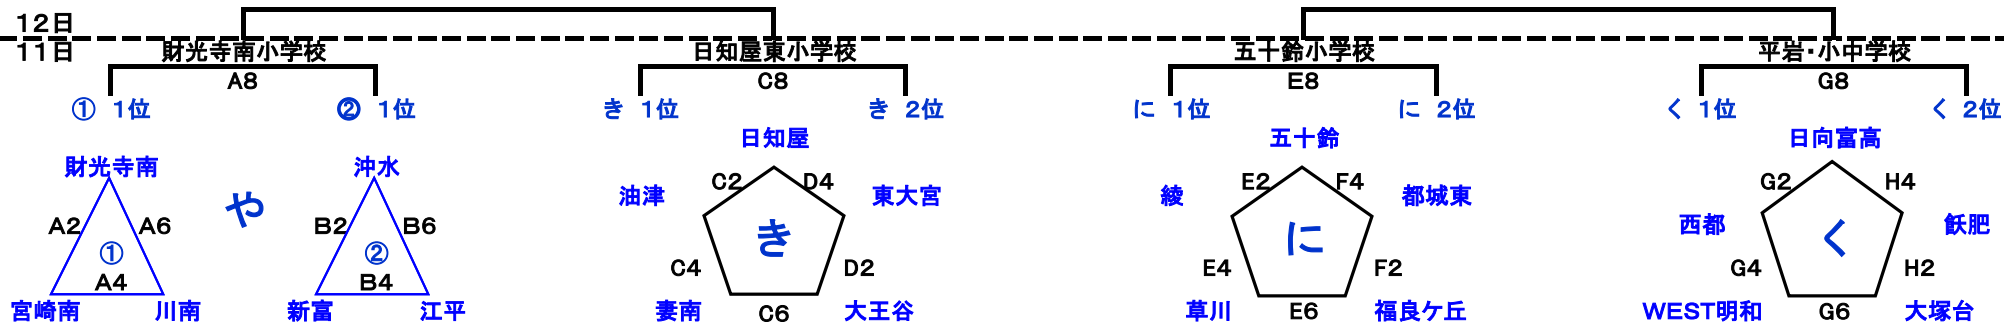 12日
11日
財光寺南小学校 日知屋東小学校 五十鈴小学校 平岩・小中学校
A8 C8 E8 G8
① 1位 ② 1位 き 1位 き 2位 に 1位 に 2位 く 1位 く 2位
日知屋 五十鈴 日向富高
財光寺南 沖水
C2 D4 E2 F4 G2 H4
や 油津 東大宮 綾 都城東
A2 A6 B2 B6 西都 飫肥
① ② き に く
C4 D2 E4 F2 G4 H2
A4 B4
宮崎南 川南 新富 江平 妻南 大王谷 草川 福良ケ丘 WEST明和 大塚台
C6 E6 G6